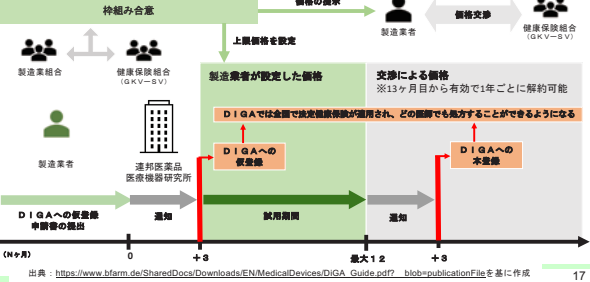 枠組み合意
価格の提示
製造業者
価格交渉
健康保険組合
(GKV-SV)
製造業組合
健康保険組合
(GKV-SV)
上限価格を設定
製造業者が設定した価格
交渉による価格
※13ヶ月目から有効で1年ごとに解約可能
DIGAでは全国で法定健康保険が適用され、どの医師でも処方することができるようになる
製造業者
連邦医薬品
医療機器研究所
DIGAへの
仮登録
DIGAへの
本登録
DIGAへの仮登録
申請書の提出
通知
試用期間
通知
(Nヶ月)
0
+3
最大12
+3
出典:https://www.bfarm.de/SharedDocs/Downloads/EN/MedicalDevices/DiGA_Guide.pdf?__blob=publicationFileを基に作成
17